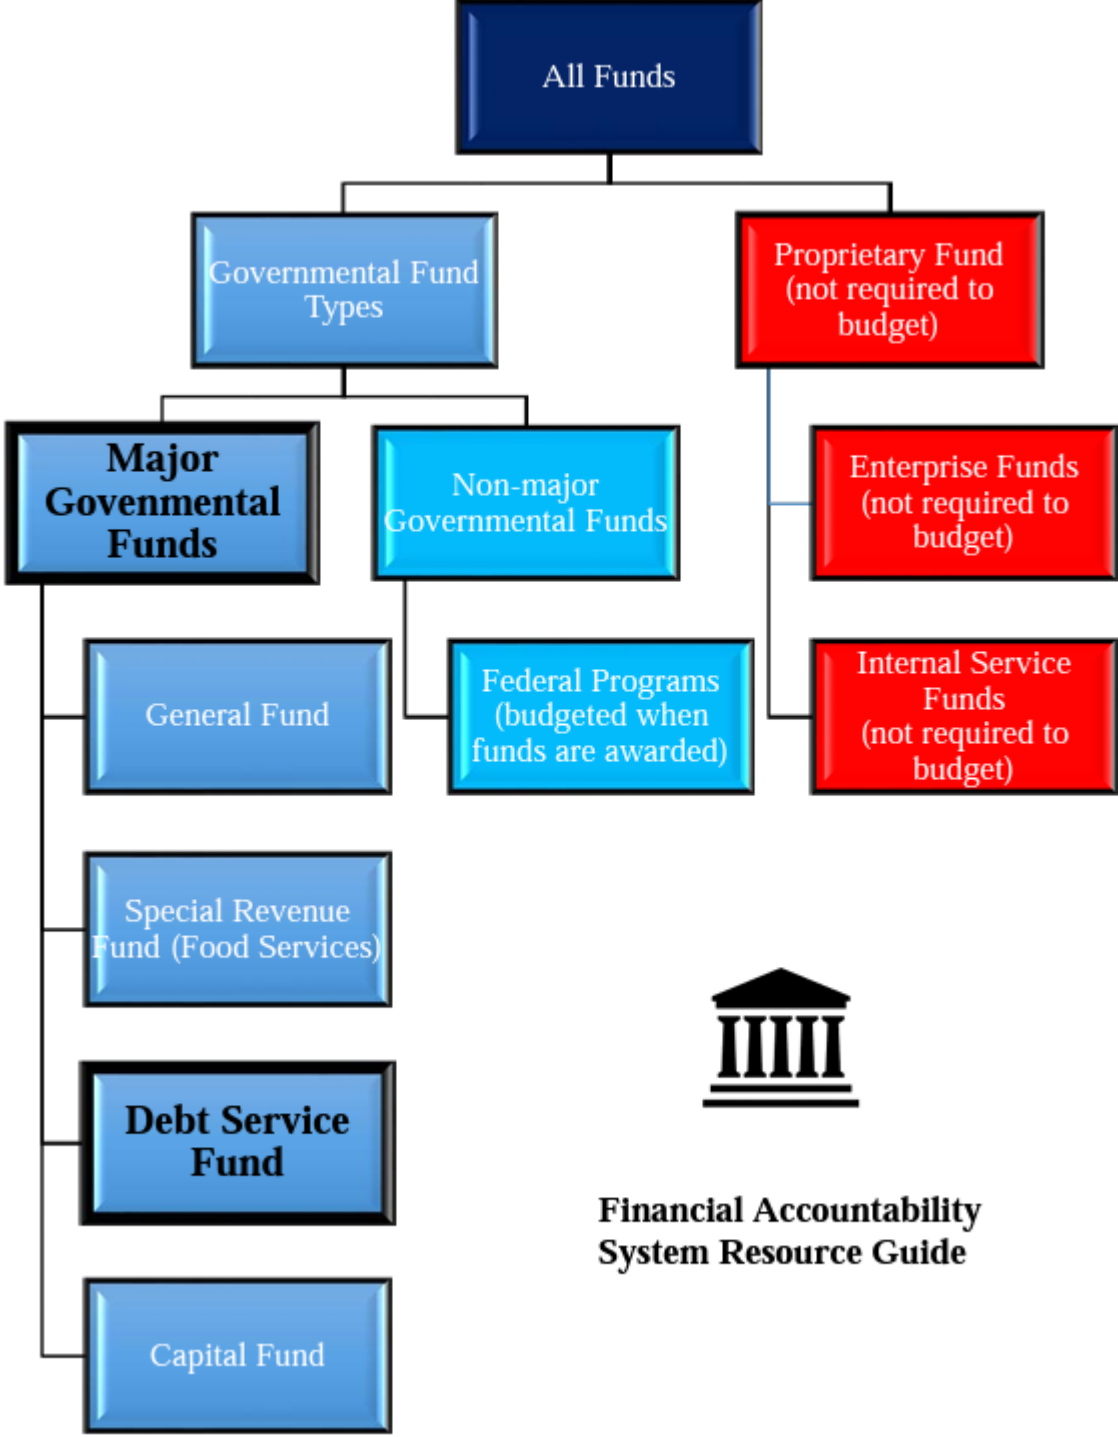 All Funds
Governmental Fund
Types
Proprietary Fund
(not required to
budget)
Major
Govenmental
Funds
Non-major
Governmental Funds
Enterprise Funds
(not required to
budget)
General Fund
Federal Programs
(budgeted when
funds are awarded)
Internal Service
Funds
(not required to
budget)
Special Revenue
Fund (Food Services)
Debt Service
Fund
Capital Fund
Financial Accountability
System Resource Guide